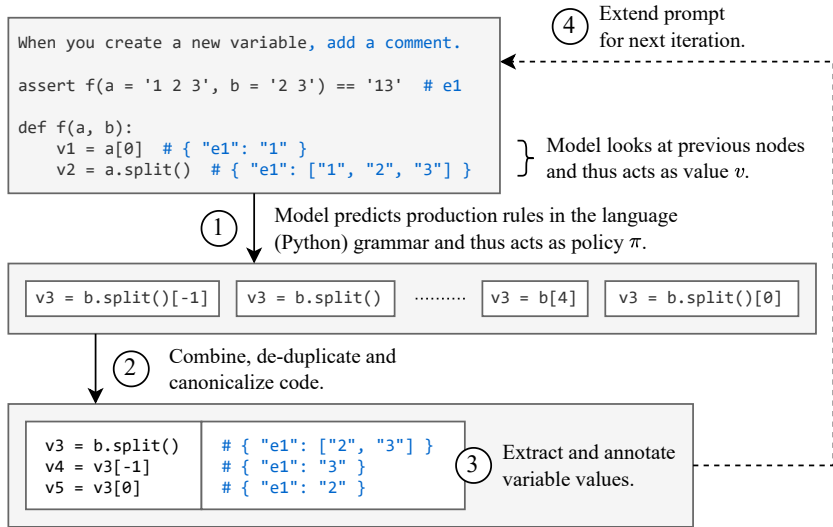 When you create a new variable, add a comment.
assert f(a = '1 2 3', b = '2 3') == '13'  # e1
def f(a, b):
    v1 = a[0]  # { "e1": "1" }
    v2 = a.split()  # { "e1": ["1", "2", "3"] }
4 Extend prompt
for next iteration.
Model looks at previous nodes
and thus acts as value v.
1 Model predicts production rules in the language
(Python) grammar and thus acts as policy π.
v3 = b.split()[-1]
v3 = b.split()
..........
v3 = b[4]
v3 = b.split()[0]
2 Combine, de-duplicate and
canonicalize code.
v3 = b.split() # { "e1": ["2", "3"] }
v4 = v3[-1] # { "e1": "3" }
v5 = v3[0] # { "e1": "2" }
3 Extract and annotate
variable values.